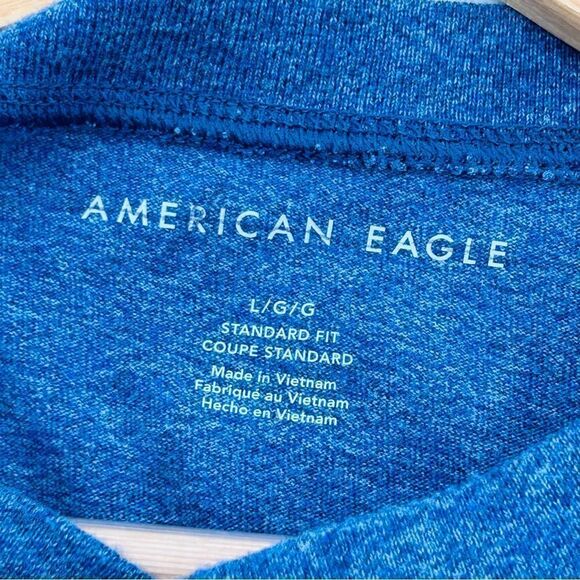 AMERICAN EAGLE
L/G/G
STANDARD FIT
COUPE STANDARD
Made in Vietnam
Fabriqué au Vietnam
Hecho en Vietnam